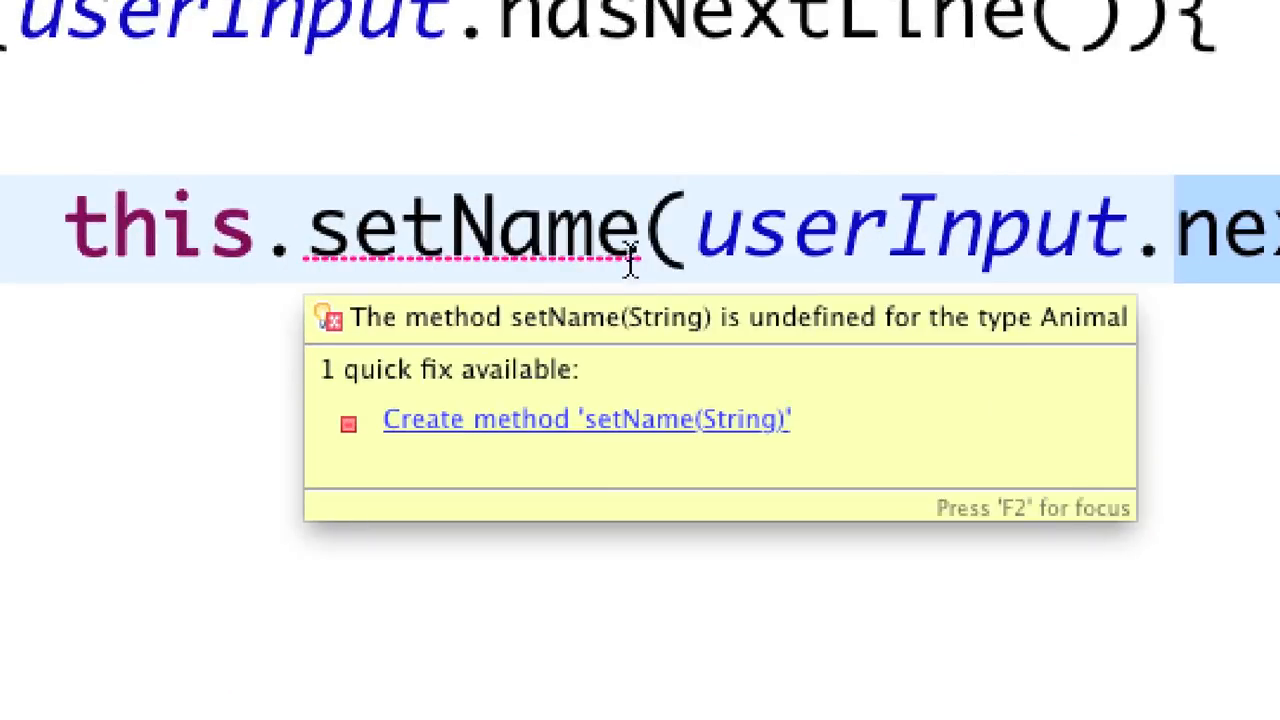 (userInput.hasNextLine()){
this.setName(userInput.nex
The method setName(String) is undefined for the type Animal
1 quick fix available:
Create method 'setName(String)'
Press 'F2' for focus